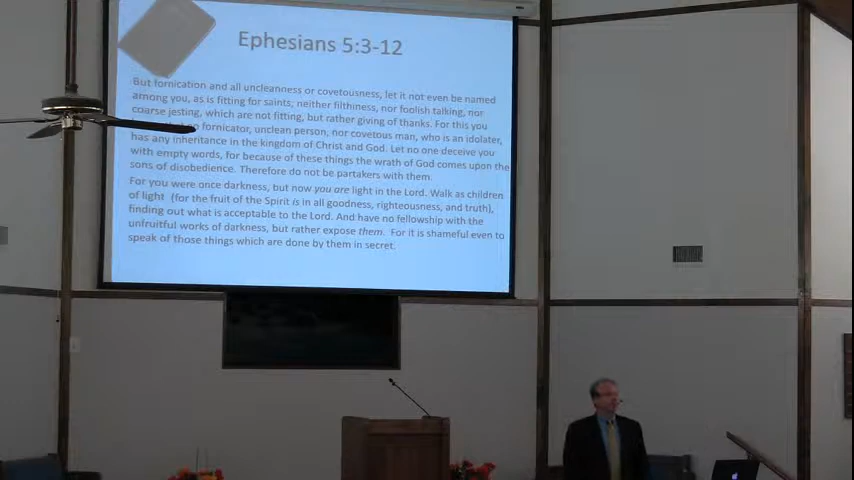 Ephesians 5:3-12
But fornication and all uncleanness or covetousness, let it not even be named
among you, as is fitting for saints; neither filthiness, nor foolish talking, nor
coarse jesting, which are not fitting, but rather giving of thanks. For this you
no fornicator, unclean person, nor covetous man, who is an idolater,
has any inheritance in the kingdom of Christ and God. Let no one deceive you
with empty words, for because of these things the wrath of God comes upon the
sons of disobedience. Therefore do not be partakers with them.
For you were once darkness, but now you are light in the Lord. Walk as children
of light (for the fruit of the Spirit is in all goodness, righteousness, and truth),
finding out what is acceptable to the Lord. And have no fellowship with the
unfruitful works of darkness, but rather expose them. For it is shameful even to
speak of those things which are done by them in secret.